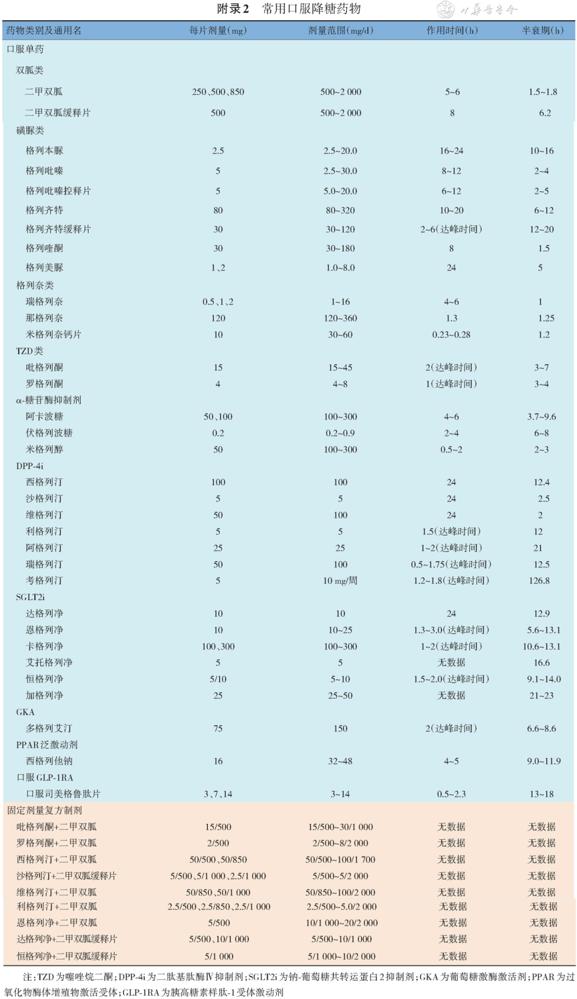 附录2 常用口服降糖药物
中华医学会
药物类别及通用名 每片剂量(mg) 剂量范围(mg/d) 作用时间(h) 半衰期(h)
口服单药
双胍类
二甲双胍 250、500、850 500~2 000 5~6 1.5~1.8
二甲双胍缓释片 500 500~2 000 8 6.2
磺脲类
格列本脲 2.5 2.5~20.0 16~24 10~16
格列吡嗪 5 2.5~30.0 8~12 2~4
格列吡嗪控释片 5 5.0~20.0 6~12 2~5
格列齐特 80 80~320 10~20 6~12
格列齐特缓释片 30 30~120 2~6(达峰时间) 12~20
格列喹酮 30 30~180 8 1.5
格列美脲 1、2 1.0~8.0 24 5
格列奈类
瑞格列奈 0.5、1、2 1~16 4~6 1
那格列奈 120 120~360 1.3 1.25
米格列奈钙片 10 30~60 0.23~0.28 1.2
TZD类
吡格列酮 15 15~45 2(达峰时间) 3~7
罗格列酮 4 4~8 1(达峰时间) 3~4
α-糖苷酶抑制剂
阿卡波糖 50、100 100~300 4~6 3.7~9.6
伏格列波糖 0.2 0.2~0.9 2~4 6~8
米格列醇 50 100~300 0.5~2 2~3
DPP-4i
西格列汀 100 100 24 12.4
沙格列汀 5 5 24 2.5
维格列汀 50 100 24 2
利格列汀 5 5 1.5(达峰时间) 12
阿格列汀 25 25 1~2(达峰时间) 21
瑞格列汀 50 100 0.5~1.75(达峰时间) 12.5
考格列汀 5 10 mg/周 1.2~1.8(达峰时间) 126.8
SGLT2i
达格列净 10 10 24 12.9
恩格列净 10 10~25 1.3~3.0(达峰时间) 5.6~13.1
卡格列净 100、300 100~300 1~2(达峰时间) 10.6~13.1
艾托格列净 5 5 无数据 16.6
恒格列净 5/10 5~10 1.5~2.0(达峰时间) 9.1~14.0
加格列净 25 25~50 无数据 21~23
GKA
多格列艾汀 75 150 2(达峰时间) 6.6~8.6
PPAR泛激动剂
西格列他钠 16 32~48 4~5 9.0~11.9
口服GLP-1RA
口服司美格鲁肽片 3、7、14 3~14 0.5~2.3 13~18
固定剂量复方制剂
吡格列酮+二甲双胍 15/500 15/500~30/1 000 无数据 无数据
罗格列酮+二甲双胍 2/500 2/500~8/2 000 无数据 无数据
西格列汀+二甲双胍 50/500、50/850 50/500~100/1 700 无数据 无数据
沙格列汀+二甲双胍缓释片 5/500、5/1 000、2.5/1 000 5/500~5/2 000 无数据 无数据
维格列汀+二甲双胍 50/850、50/1 000 50/850~100/2 000 无数据 无数据
利格列汀+二甲双胍 2.5/500、2.5/850、2.5/1 000 2.5/500~5.0/2 000 无数据 无数据
恩格列净+二甲双胍 5/500 10/1 000~20/2 000 无数据 无数据
达格列净+二甲双胍缓释片 5/500、10/1 000 5/500~10/1 000 无数据 无数据
恒格列净+二甲双胍缓释片 5/1 000 5/1 000~10/2 000 无数据 无数据
注:TZD为噻唑烷二酮;DPP-4i为二肽基肽酶Ⅳ抑制剂;SGLT2i为钠-葡萄糖共转运蛋白2抑制剂;GKA为葡萄糖激酶激活剂;PPAR为过
氧化物酶体增殖物激活受体;GLP-1RA为胰高糖素样肽-1受体激动剂